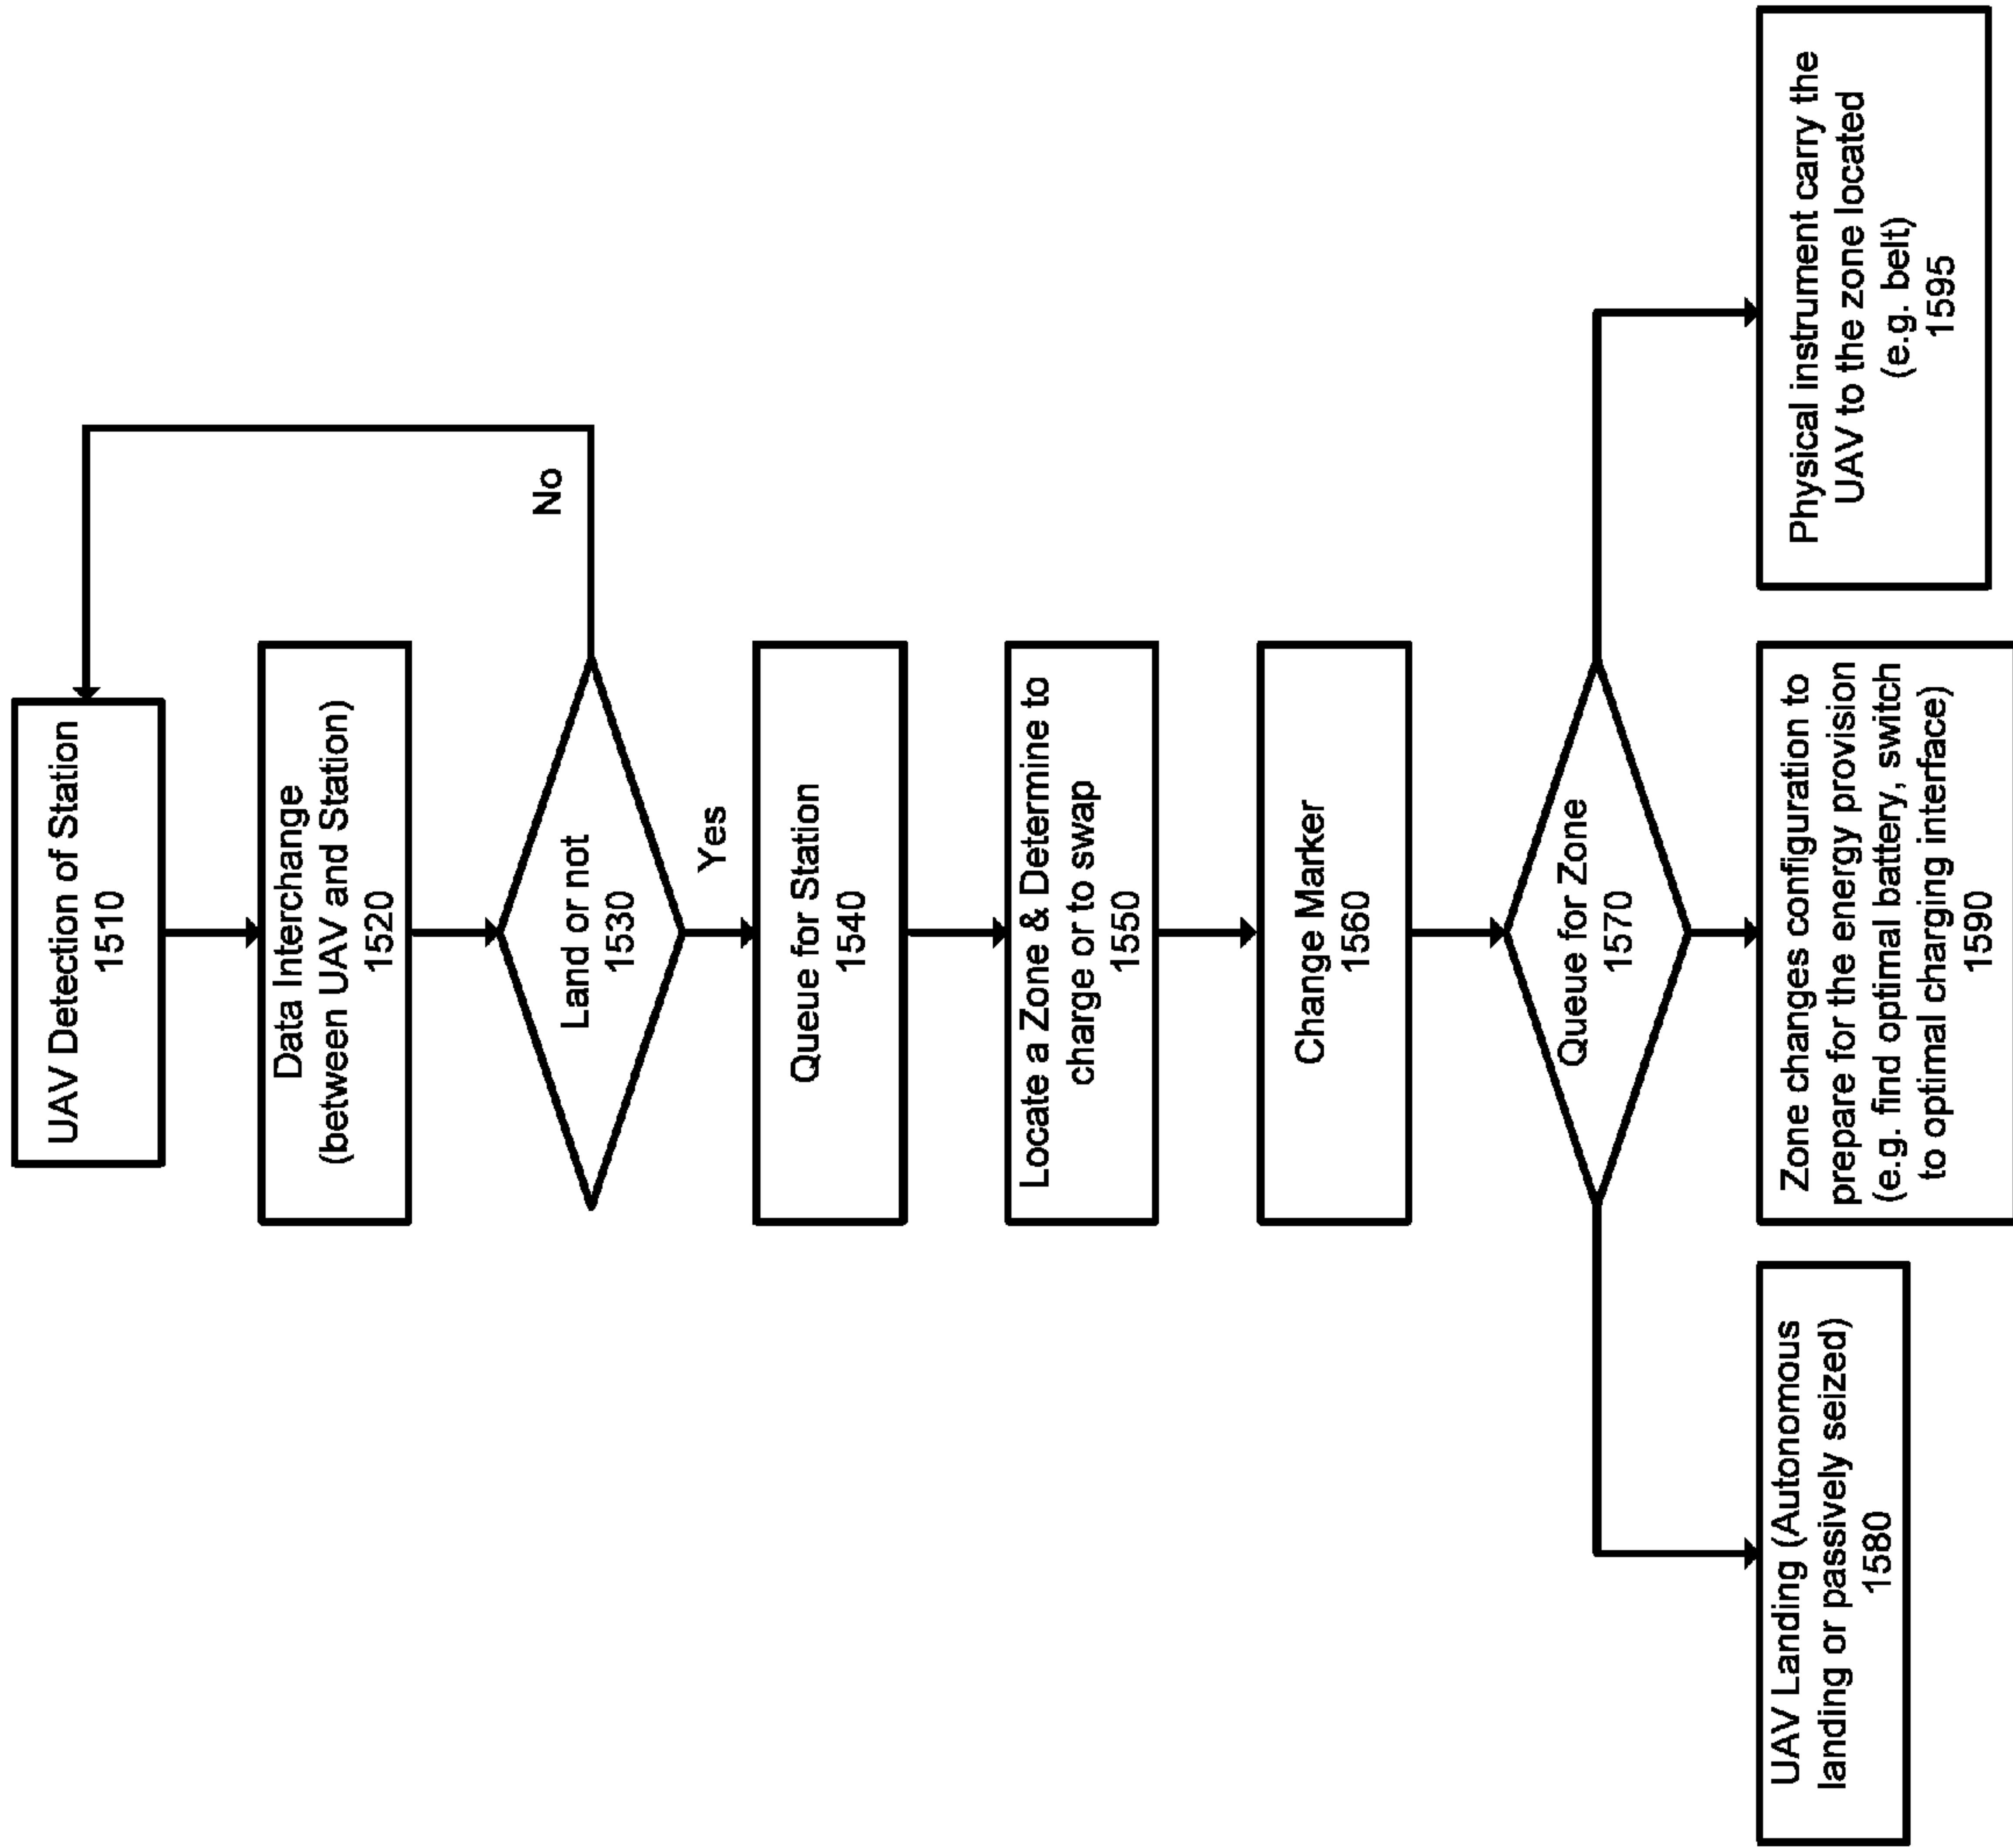 UAV Detection of Station
1510
Data Interchange
(between UAV and Station)
1520
Land or not
1530
No
Yes
Queue for Station
1540
Locate a Zone & Determine to
charge or to swap
1550
Change Marker
1560
Queue for Zone
1570
UAV Landing (Autonomous
landing or passively seized)
1580
Zone changes configuration to
prepare for the energy provision
(e.g. find optimal battery, switch
to optimal charging interface)
1590
Physical instrument carry the
UAV to the zone located
(e.g. belt)
1595